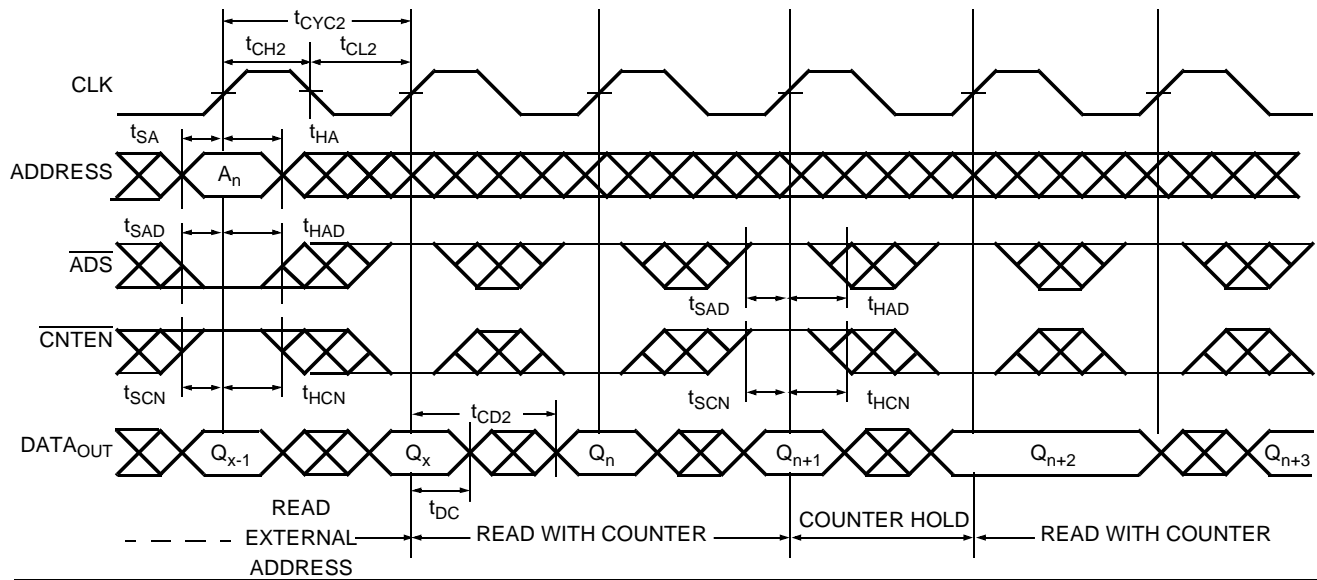 tCYC2
tCH2 tCL2
CLK
tSA tHA
ADDRESS An
tSAD tHAD
ADS
tSAD tHAD
CNTEN
tSCN tHCN tSCN tHCN
tCD2
DATAOUT Qx-1 Qx Qn Qn+1 Qn+2 Qn+3
tDC
READ
EXTERNAL
ADDRESS
READ WITH COUNTER
COUNTER HOLD
READ WITH COUNTER